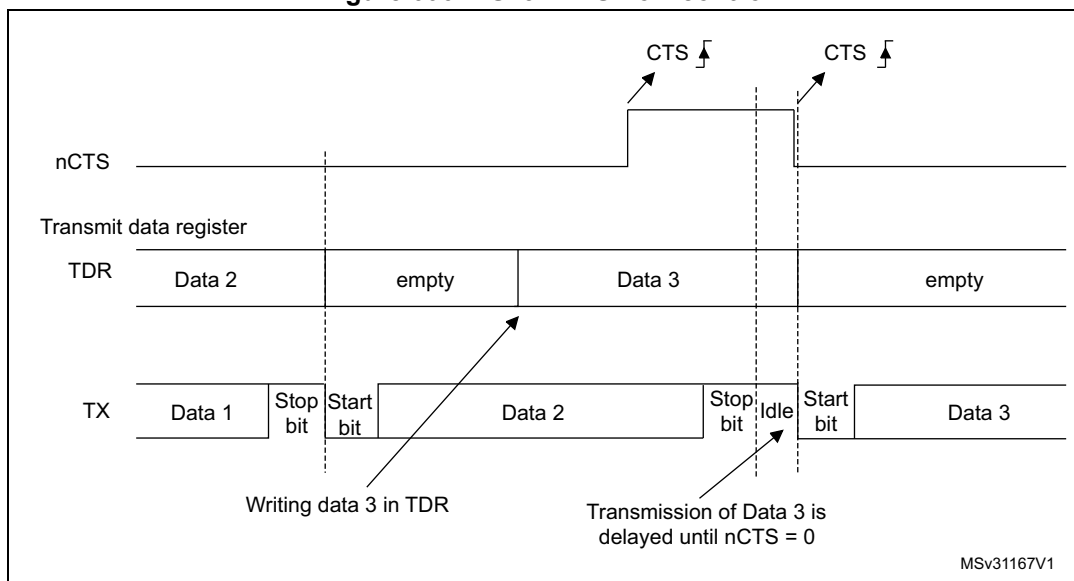 CTS CTS
nCTS
Transmit data register
TDR Data 2 empty Data 3 empty
TX Data 1 Stop bit Start bit Data 2 Stop bit Idle Start bit Data 3
Writing data 3 in TDR
Transmission of Data 3 is
delayed until nCTS = 0
MSv31167V1